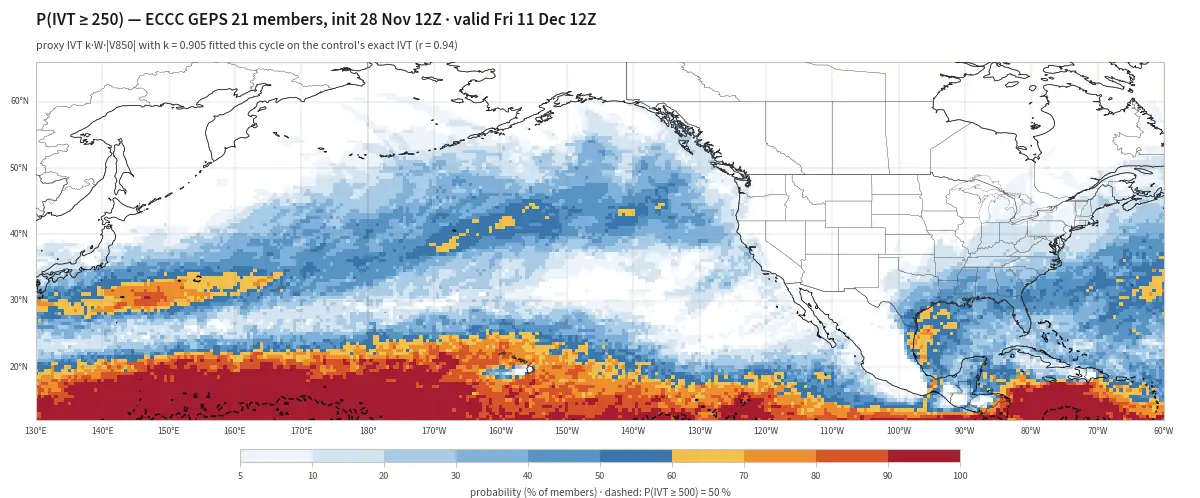 P(IVT ≥ 250) — ECCC GEPS 21 members, init 28 Nov 12Z · valid Fri 11 Dec 12Z
proxy IVT k·W·|V850| with k = 0.905 fitted this cycle on the control's exact IVT (r = 0.94)
60°N
50°N
40°N
30°N
20°N
130°E 140°E 150°E 160°E 170°E 180° 170°W 160°W 150°W 140°W 130°W 120°W 110°W 100°W 90°W 80°W 70°W 60°W
5 10 20 30 40 50 60 70 80 90 100
probability (% of members) · dashed: P(IVT ≥ 500) = 50 %